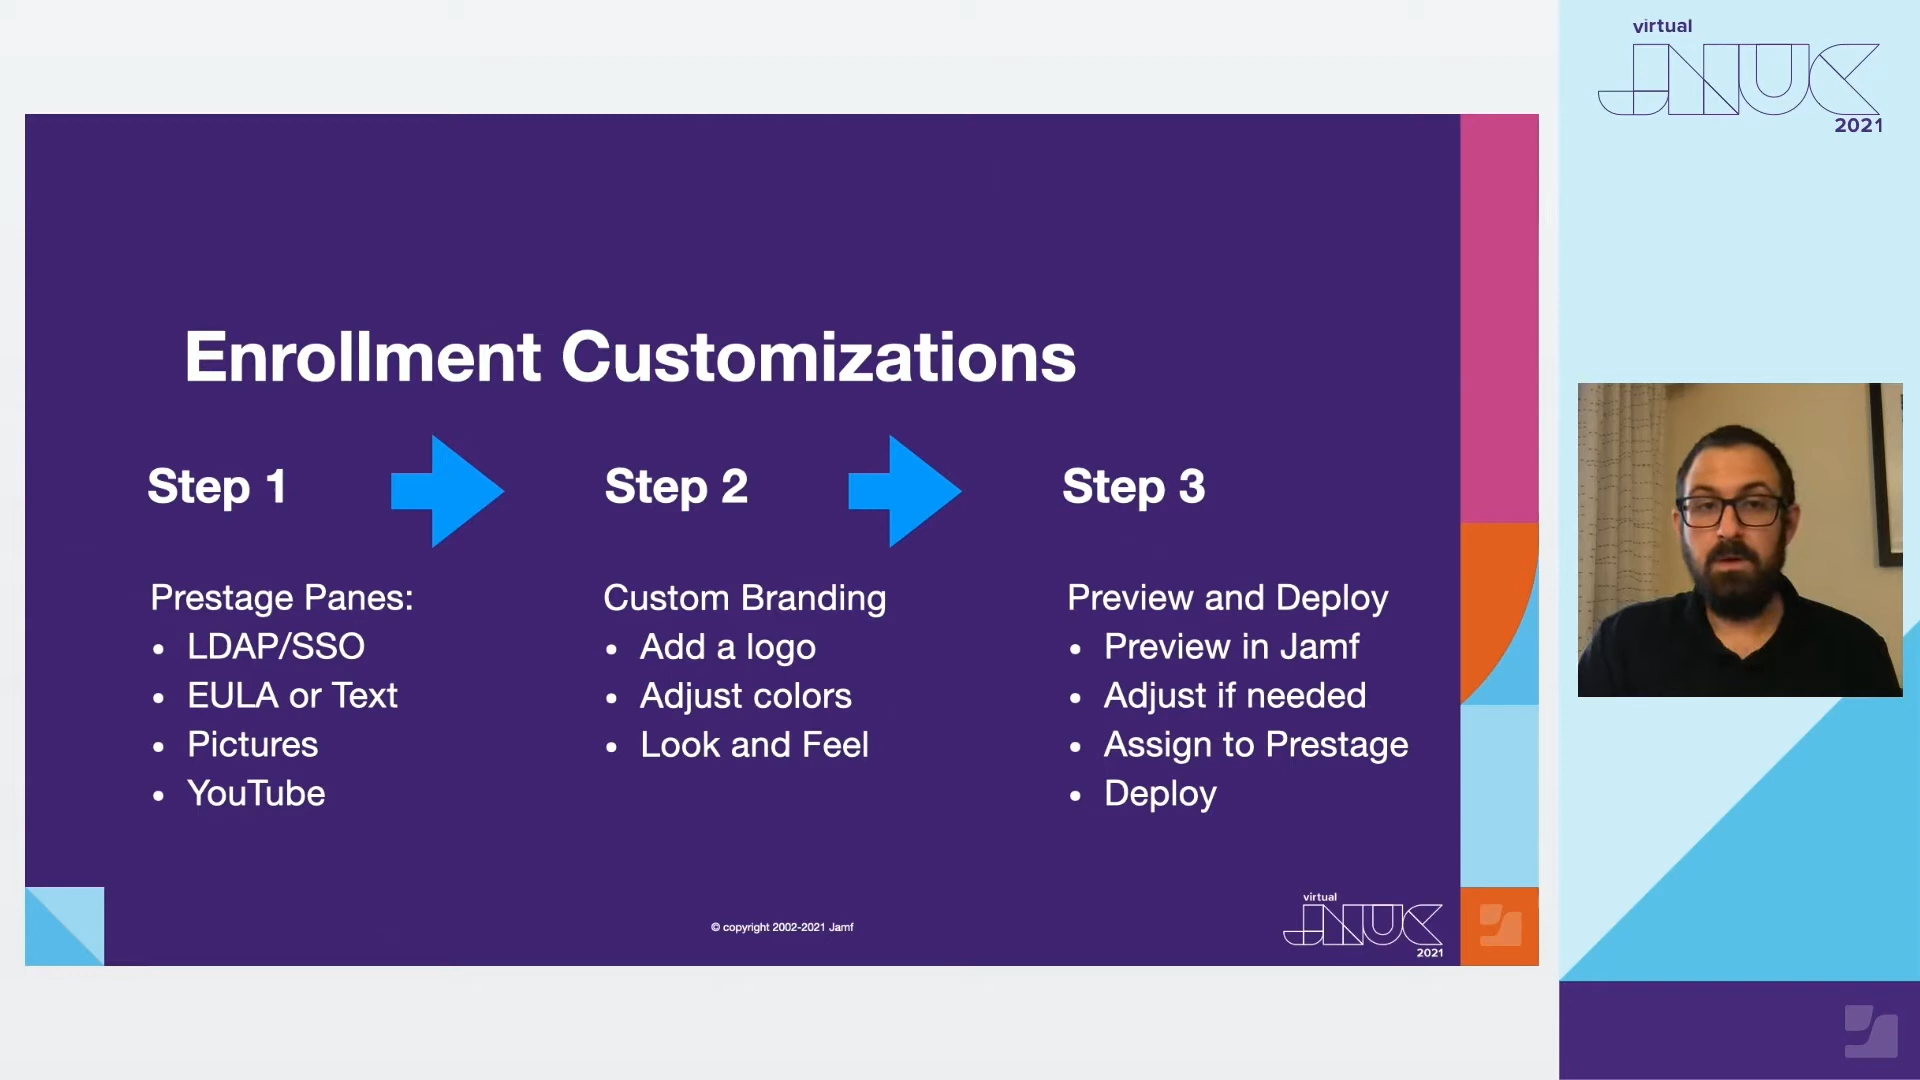 Enrollment Customizations
Step 1
Step 2
Step 3
Prestage Panes:
• LDAP/SSO
• EULA or Text
• Pictures
• YouTube
Custom Branding
• Add a logo
• Adjust colors
• Look and Feel
Preview and Deploy
• Preview in Jamf
• Adjust if needed
• Assign to Prestage
• Deploy
© copyright 2002-2021 Jamf
virtual
JNUC
2021
virtual
JNUC
2021